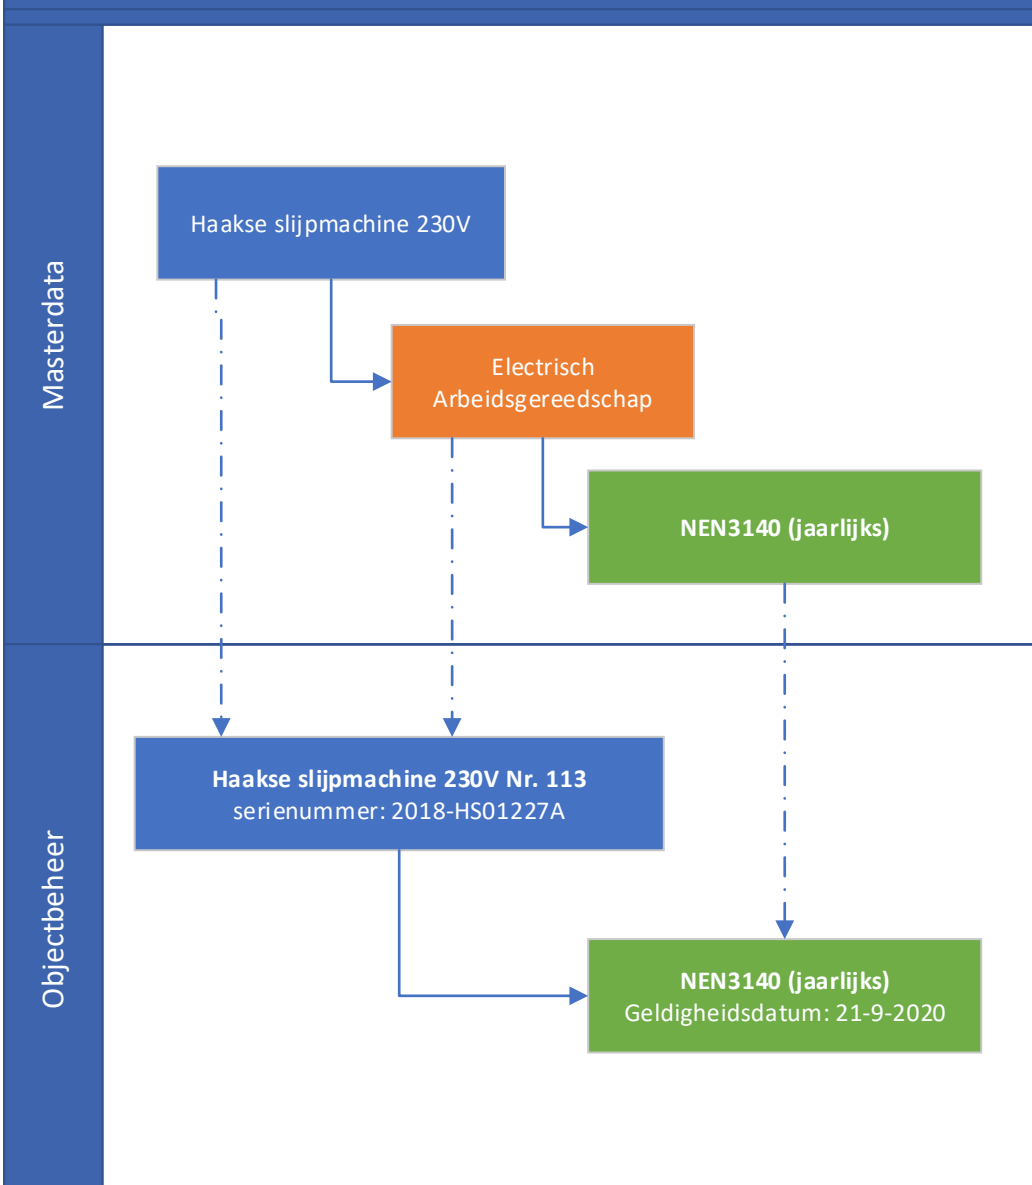 Masterdata
Haakse slijpmachine 230V
Electrisch
Arbeidsgereedschap
NEN3140 (jaarlijks)
Objectbeheer
Haakse slijpmachine 230V Nr. 113
serienummer: 2018-HS01227A
NEN3140 (jaarlijks)
Geldigheidsdatum: 21-9-2020